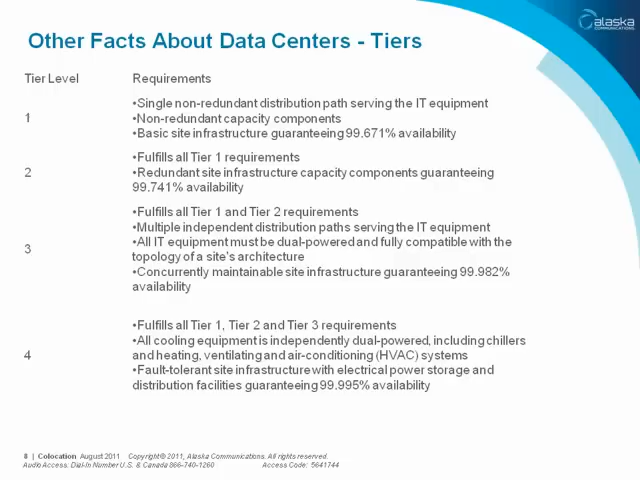 alaska
COMMUNICATIONS
Other Facts About Data Centers - Tiers
Tier Level Requirements
1
•Single non-redundant distribution path serving the IT equipment
•Non-redundant capacity components
•Basic site infrastructure guaranteeing 99.671% availability
2
•Fulfills all Tier 1 requirements
•Redundant site infrastructure capacity components guaranteeing
99.741% availability
3
•Fulfills all Tier 1 and Tier 2 requirements
•Multiple independent distribution paths serving the IT equipment
•All IT equipment must be dual-powered and fully compatible with the
topology of a site's architecture
•Concurrently maintainable site infrastructure guaranteeing 99.982%
availability
4
•Fulfills all Tier 1, Tier 2 and Tier 3 requirements
•All cooling equipment is independently dual-powered, including chillers
and heating, ventilating and air-conditioning (HVAC) systems
•Fault-tolerant site infrastructure with electrical power storage and
distribution facilities guaranteeing 99.995% availability
8 | Colocation August 2011 Copyright © 2011, Alaska Communications. All rights reserved.
Audio Access: Dial-In Number U.S. & Canada 866-740-1260 Access Code: 5641744